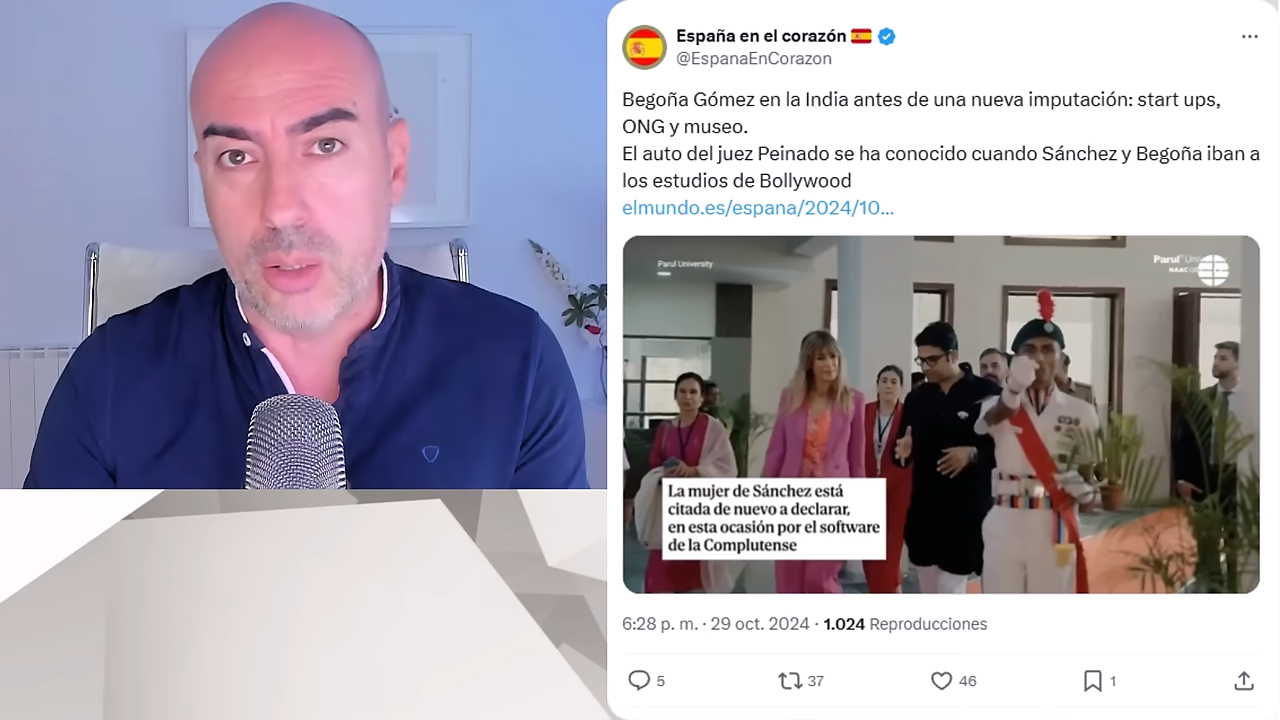 España en el corazón
@EspanaEnCorazon
Begoña Gómez en la India antes de una nueva imputación: start ups,
ONG y museo.
El auto del juez Peinado se ha conocido cuando Sánchez y Begoña iban a
los estudios de Bollywood
elmundo.es/espana/2024/10...
Parul University
Parul
NAAC
La mujer de Sánchez está
citada de nuevo a declarar,
en esta ocasión por el software
de la Complutense
6:28 p. m. · 29 oct. 2024 · 1.024 Reproducciones
5 37 46 1